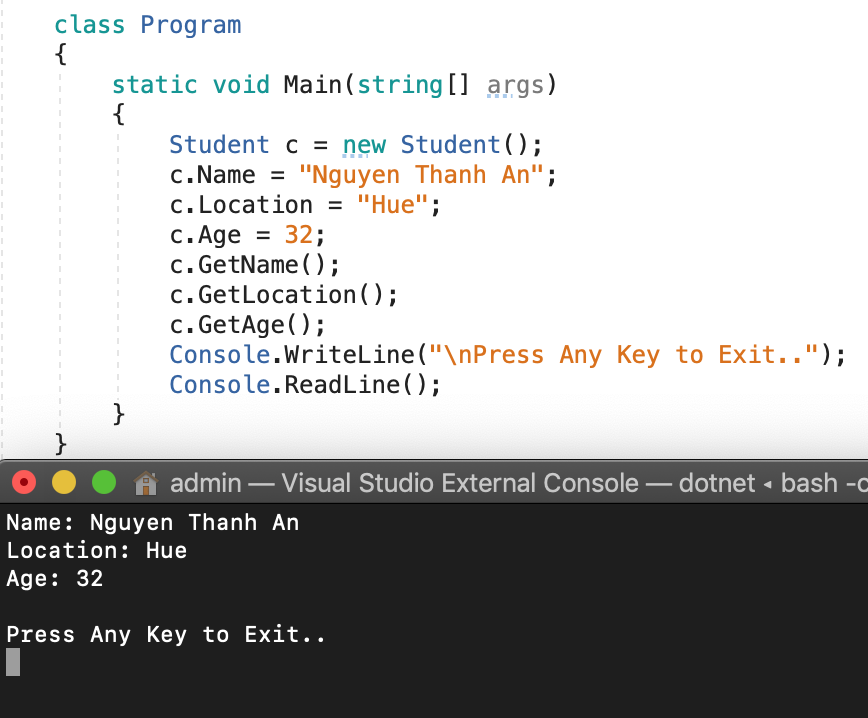 class Program
{
    static void Main(string[] args)
    {
        Student c = new Student();
        c.Name = "Nguyen Thanh An";
        c.Location = "Hue";
        c.Age = 32;
        c.GetName();
        c.GetLocation();
        c.GetAge();
        Console.WriteLine("\nPress Any Key to Exit..");
        Console.ReadLine();
    }
}
admin — Visual Studio External Console — dotnet ◂ bash -c
Name: Nguyen Thanh An
Location: Hue
Age: 32
Press Any Key to Exit..